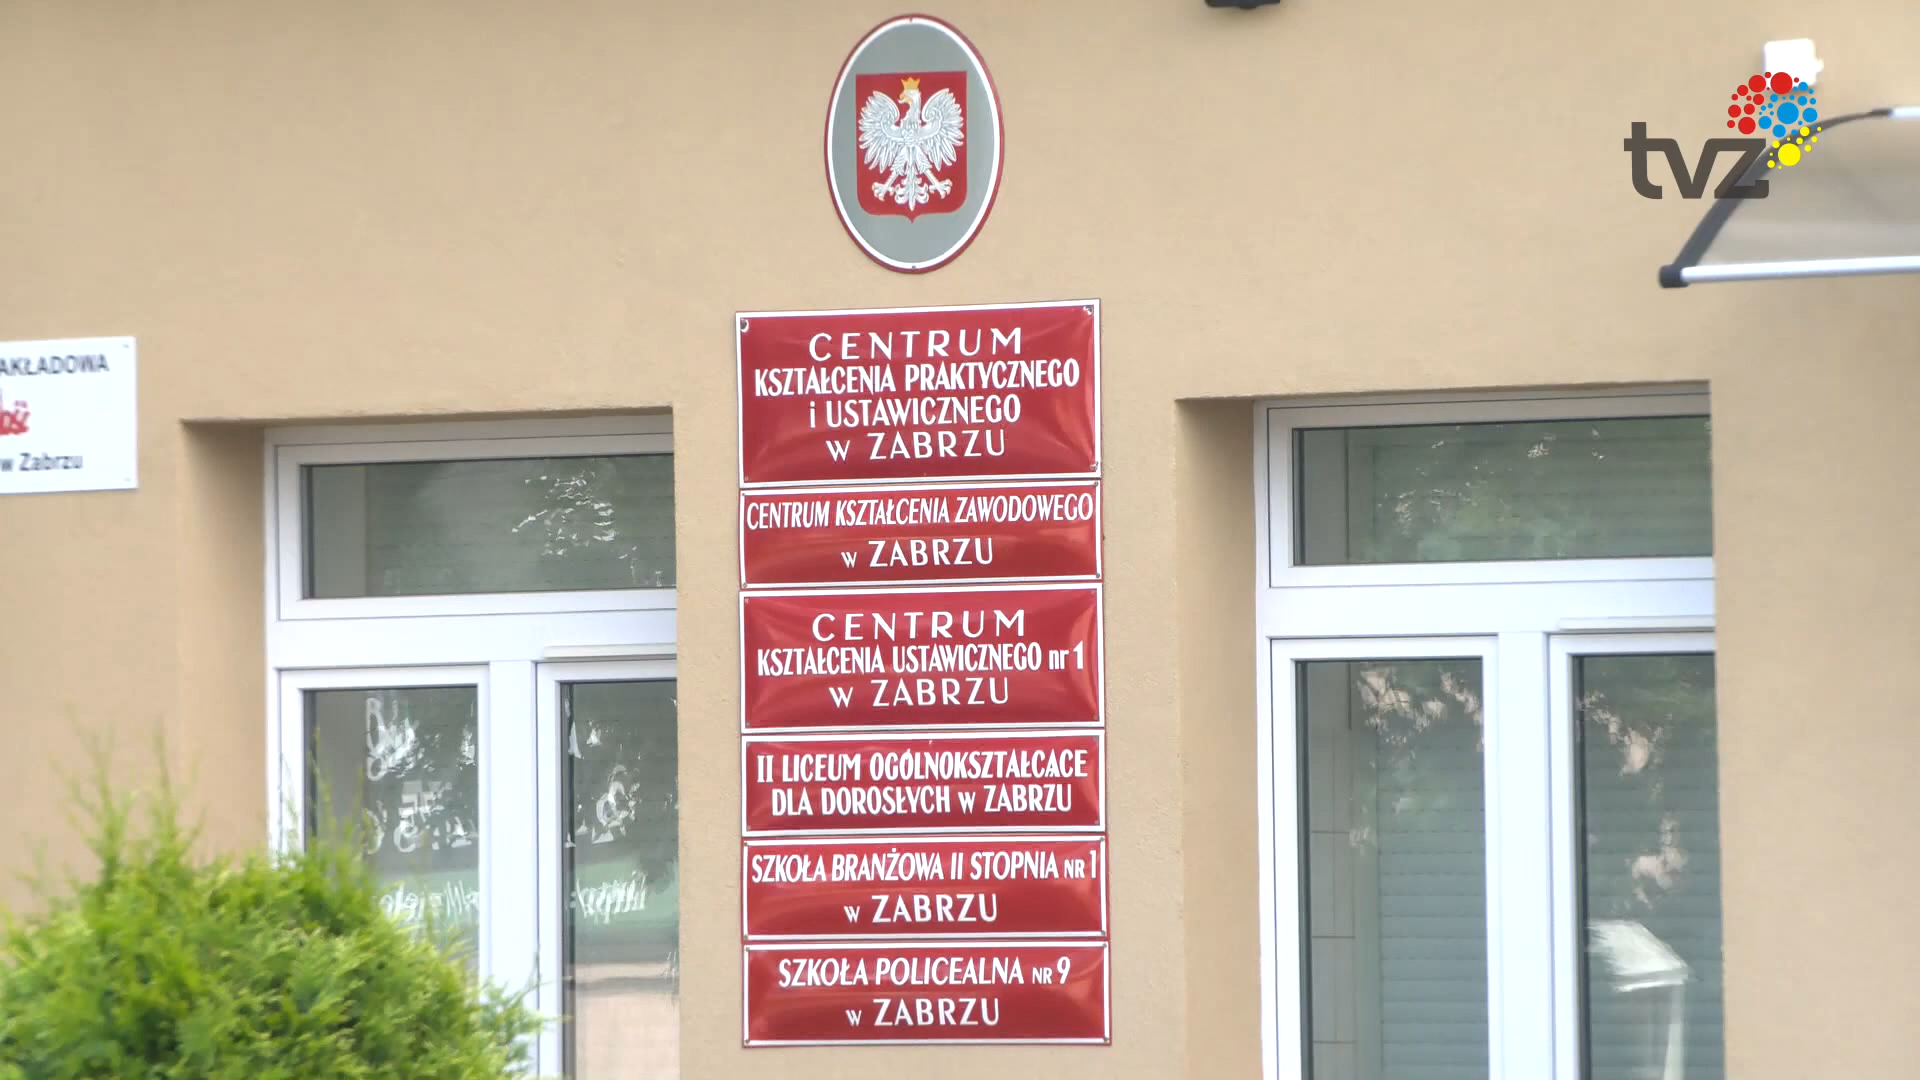 tvz
AKŁADOWA
ość
w Zabrzu
CENTRUM
KSZTAŁCENIA PRAKTYCZNEGO
i USTAWICZNEGO
w ZABRZU
CENTRUM KSZTAŁCENIA ZAWODOWEGO
w ZABRZU
CENTRUM
KSZTAŁCENIA USTAWICZNEGO nr 1
w ZABRZU
II LICEUM OGÓLNOKSZTAŁCĄCE
DLA DOROSŁYCH w ZABRZU
SZKOŁA BRANŻOWA II STOPNIA NR 1
w ZABRZU
SZKOŁA POLICEALNA NR 9
w ZABRZU